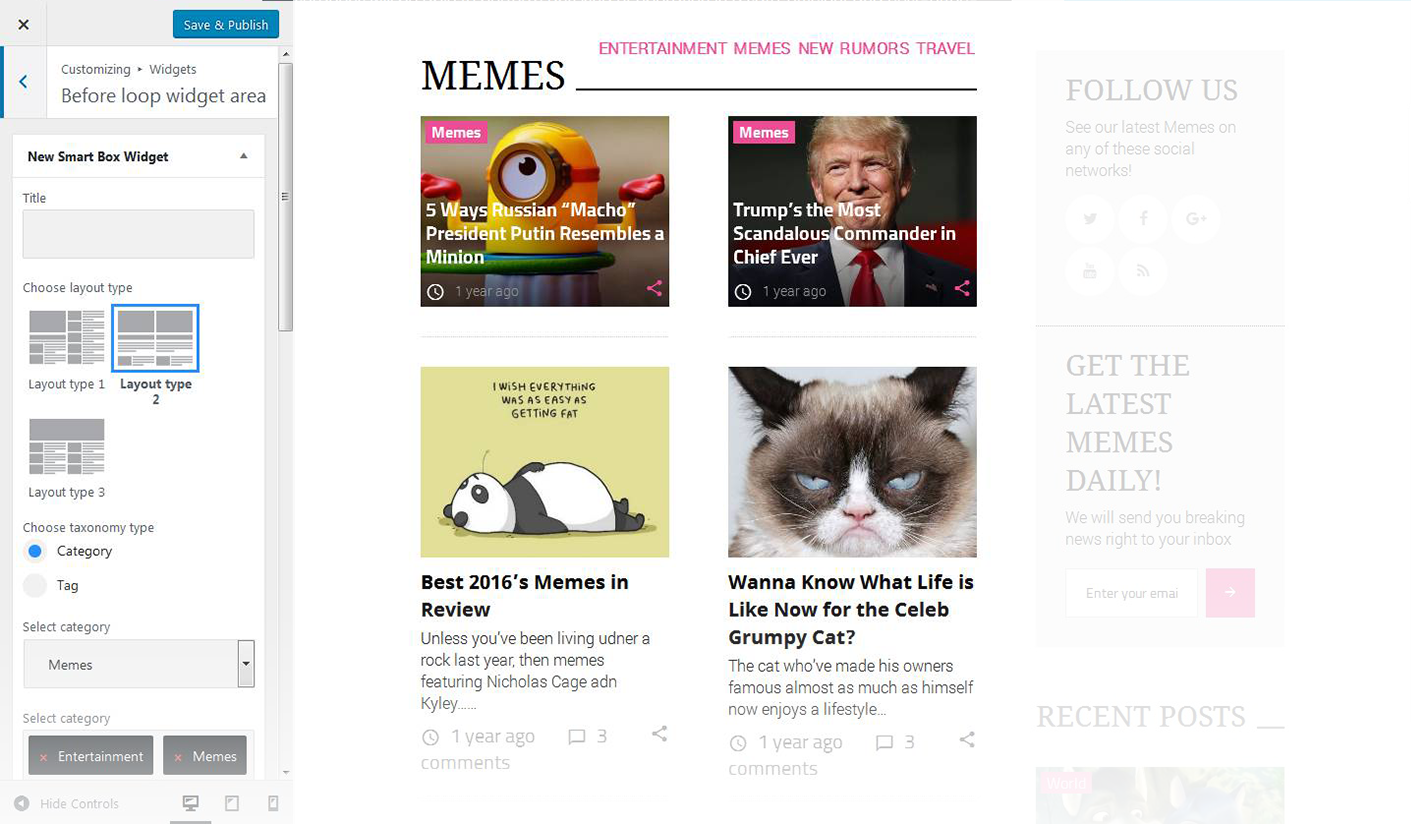 Save & Publish
Customizing ▸ Widgets
Before loop widget area
New Smart Box Widget
Title
Choose layout type
Layout type 1
Layout type
2
Layout type 3
Choose taxonomy type
Category
Tag
Select category
Memes
Select category
× Entertainment
× Memes
Hide Controls
ENTERTAINMENT MEMES NEW RUMORS TRAVEL
MEMES
Memes
5 Ways Russian “Macho”
President Putin Resembles a
Minion
1 year ago
Memes
Trump’s the Most
Scandalous Commander in
Chief Ever
1 year ago
I WISH EVERYTHING
WAS AS EASY AS
GETTING FAT
Best 2016’s Memes in
Review
Unless you’ve been living udner a
rock last year, then memes
featuring Nicholas Cage adn
Kyley……
1 year ago 3
comments
Wanna Know What Life is
Like Now for the Celeb
Grumpy Cat?
The cat who’ve made his owners
famous almost as much as himself
now enjoys a lifestyle…
1 year ago 3
comments
FOLLOW US
See our latest Memes on
any of these social
networks!
GET THE
LATEST
MEMES
DAILY!
We will send you breaking
news right to your inbox
Enter your emai
RECENT POSTS
World